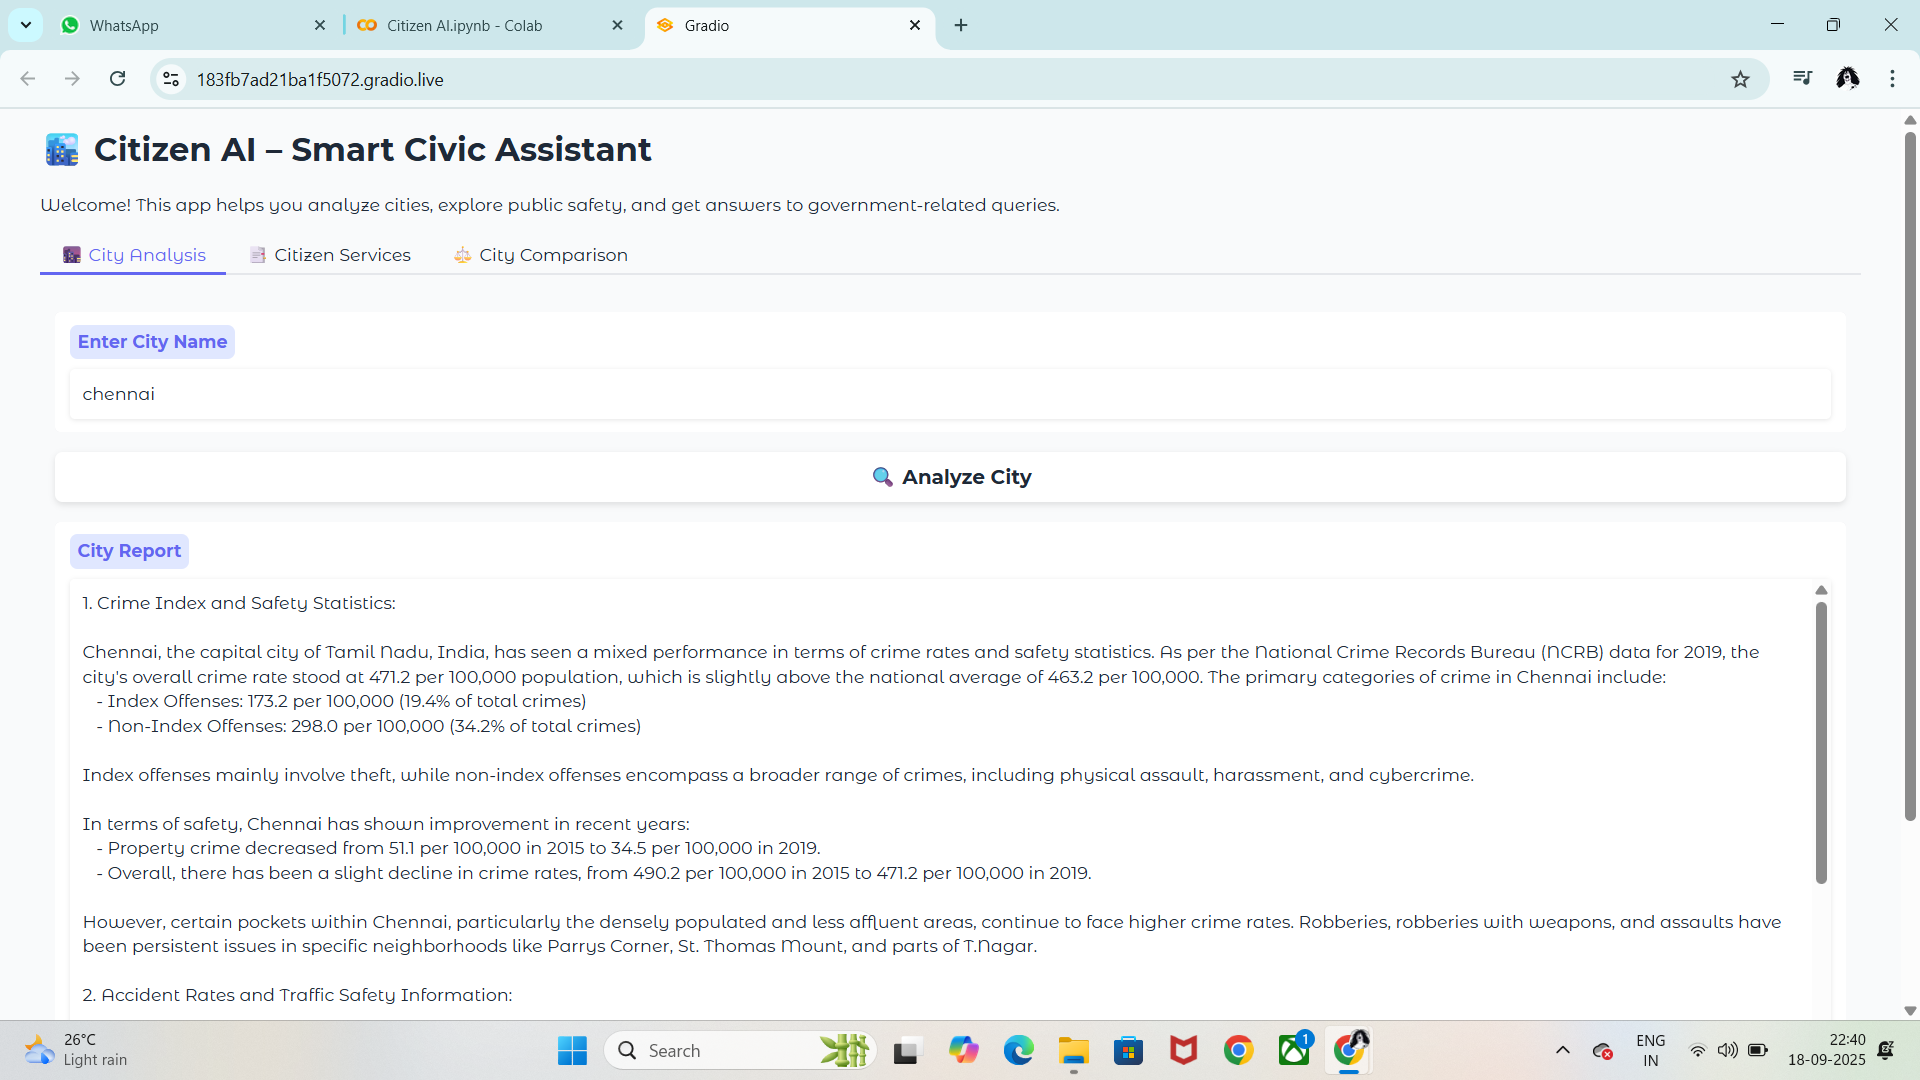 WhatsApp
Citizen AI.ipynb - Colab
Gradio
183fb7ad21ba1f5072.gradio.live
Citizen AI – Smart Civic Assistant
Welcome! This app helps you analyze cities, explore public safety, and get answers to government-related queries.
City Analysis
Citizen Services
City Comparison
Enter City Name
chennai
Analyze City
City Report
1. Crime Index and Safety Statistics:
Chennai, the capital city of Tamil Nadu, India, has seen a mixed performance in terms of crime rates and safety statistics. As per the National Crime Records Bureau (NCRB) data for 2019, the
city's overall crime rate stood at 471.2 per 100,000 population, which is slightly above the national average of 463.2 per 100,000. The primary categories of crime in Chennai include:
- Index Offenses: 173.2 per 100,000 (19.4% of total crimes)
- Non-Index Offenses: 298.0 per 100,000 (34.2% of total crimes)
Index offenses mainly involve theft, while non-index offenses encompass a broader range of crimes, including physical assault, harassment, and cybercrime.
In terms of safety, Chennai has shown improvement in recent years:
- Property crime decreased from 51.1 per 100,000 in 2015 to 34.5 per 100,000 in 2019.
- Overall, there has been a slight decline in crime rates, from 490.2 per 100,000 in 2015 to 471.2 per 100,000 in 2019.
However, certain pockets within Chennai, particularly the densely populated and less affluent areas, continue to face higher crime rates. Robberies, robberies with weapons, and assaults have
been persistent issues in specific neighborhoods like Parrys Corner, St. Thomas Mount, and parts of T.Nagar.
2. Accident Rates and Traffic Safety Information:
26°C
Light rain
Search
1
ENG
IN
22:40
18-09-2025